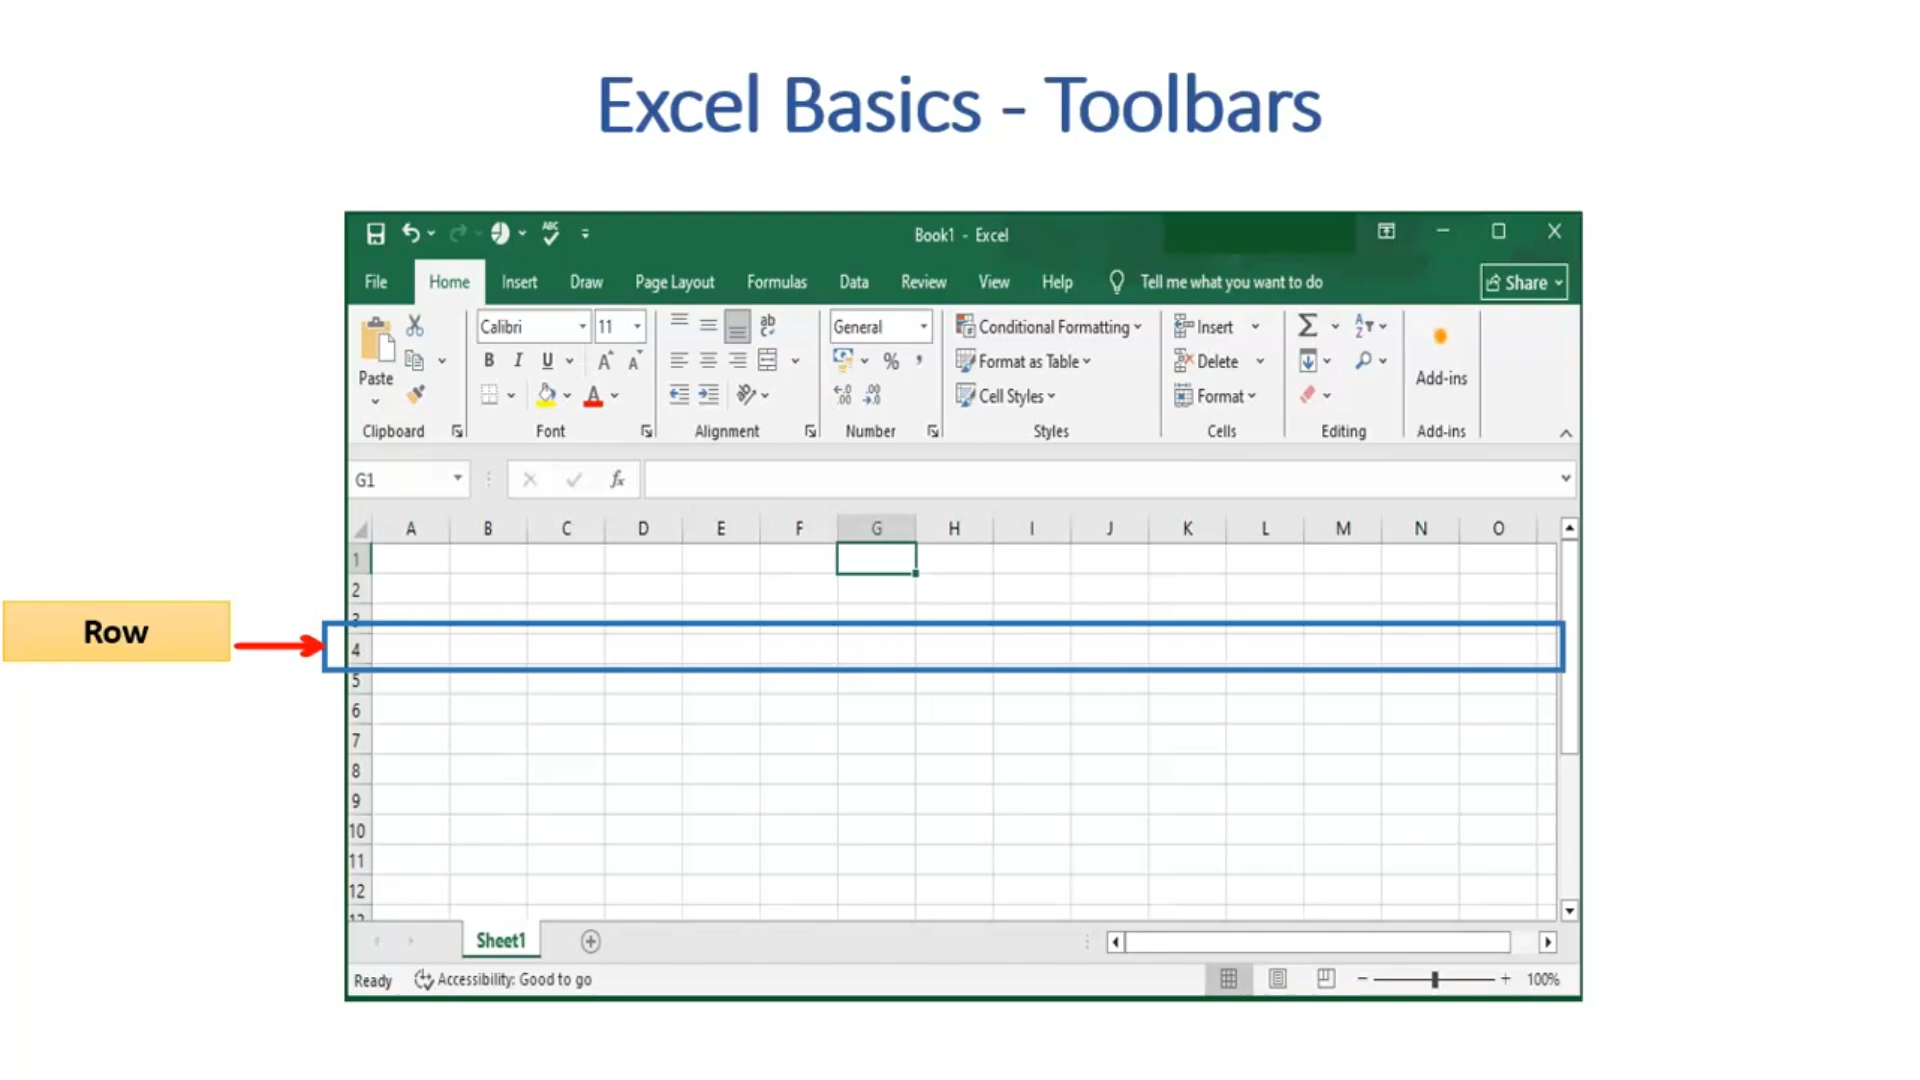 Excel Basics - Toolbars
Book1 - Excel
File Home Insert Draw Page Layout Formulas Data Review View Help Tell me what you want to do Share
Calibri 11 ab General Conditional Formatting Insert
Paste B I U A A % , Format as Table Delete Add-ins
A Cell Styles Format
Clipboard Font Alignment Number Styles Cells Editing Add-ins
G1 fx
A B C D E F G H I J K L M N O
1
2
3
Row
4
5
6
7
8
9
10
11
12
13
Sheet1
Ready Accessibility: Good to go 100%